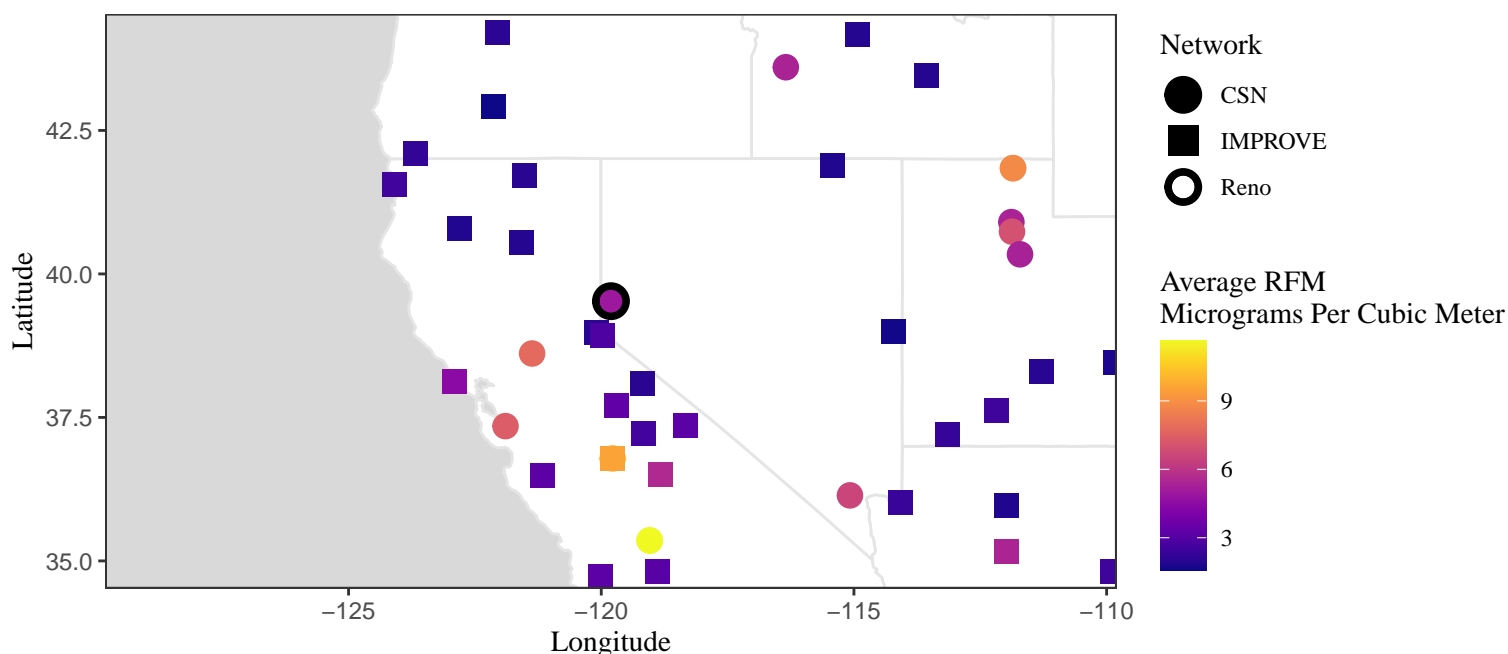 42.5
40.0
37.5
35.0
Latitude
−125
−120
−115
−110
Longitude
Network
CSN
IMPROVE
Reno
Average RFM
Micrograms Per Cubic Meter
9
6
3